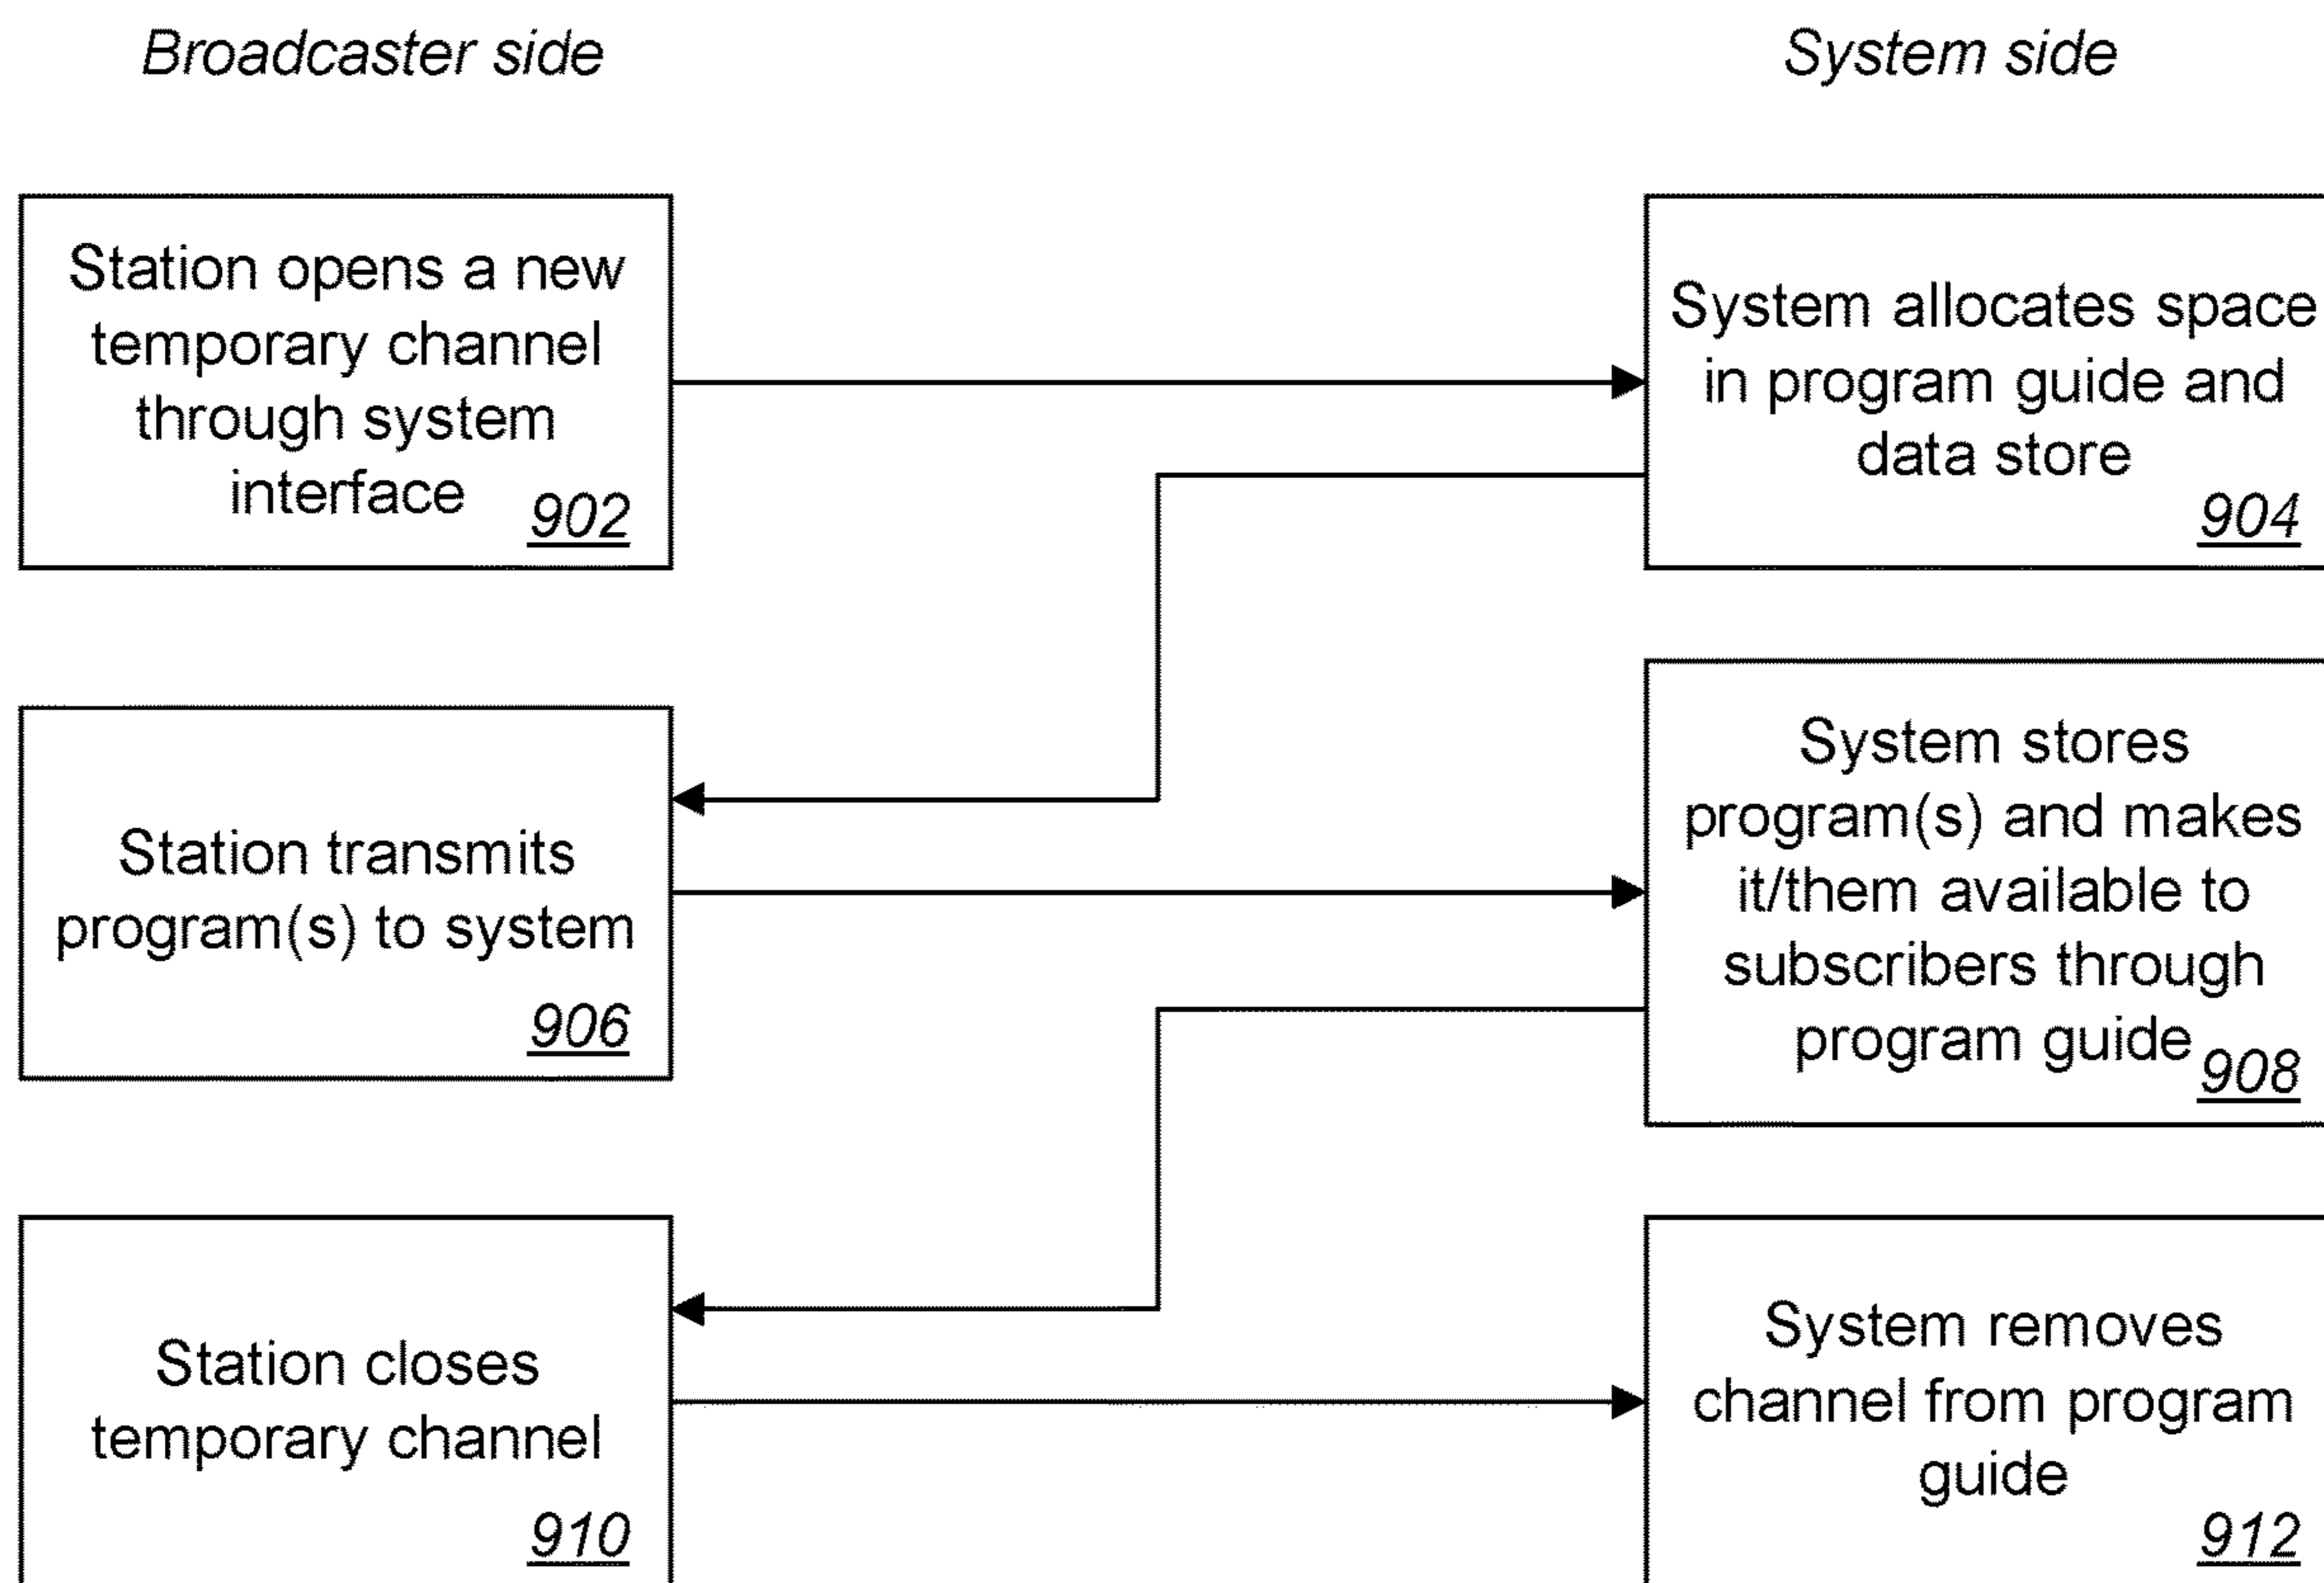 Broadcaster side
System side
Station opens a new
temporary channel
through system
interface
902
System allocates space
in program guide and
data store
904
Station transmits
program(s) to system
906
System stores
program(s) and makes
it/them available to
subscribers through
program guide
908
Station closes
temporary channel
910
System removes
channel from program
guide
912